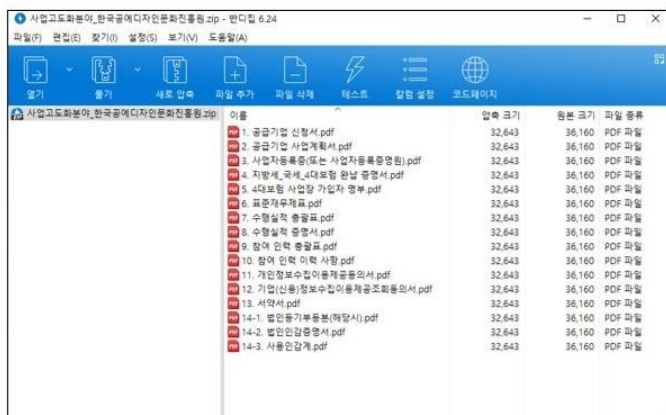 사업고도화분야_한국공예디자인문화진흥원.zip - 반디집 6.24
파일(F) 편집(E) 찾기(I) 설정(S) 보기(V) 도움말(A)
열기 풀기 새로 압축 파일 추가 파일 삭제 테스트 칼럼 설정 코드페이지
사업고도화분야_한국공예디자인문화진흥원.zip
이름 압축 크기 원본 크기 파일 종류
1. 공급기업 신청서.pdf 32,643 36,160 PDF 파일
2. 공급기업 사업계획서.pdf 32,643 36,160 PDF 파일
3. 사업자등록증(또는 사업자등록증명원).pdf 32,643 36,160 PDF 파일
4. 지방세_국세_4대보험 완납 증명서.pdf 32,643 36,160 PDF 파일
5. 4대보험 사업장 가입자 명부.pdf 32,643 36,160 PDF 파일
6. 표준재무제표.pdf 32,643 36,160 PDF 파일
7. 수행실적 총괄표.pdf 32,643 36,160 PDF 파일
8. 수행실적 증명서.pdf 32,643 36,160 PDF 파일
9. 참여 인력 총괄표.pdf 32,643 36,160 PDF 파일
10. 참여 인력 이력 사항.pdf 32,643 36,160 PDF 파일
11. 개인정보수집이용제공동의서.pdf 32,643 36,160 PDF 파일
12. 기업(신용)정보수집이용제공조회동의서.pdf 32,643 36,160 PDF 파일
13. 서약서.pdf 32,643 36,160 PDF 파일
14-1. 법인등기부등본(해당시).pdf 32,643 36,160 PDF 파일
14-2. 법인인감증명서.pdf 32,643 36,160 PDF 파일
14-3. 사용인감계.pdf 32,643 36,160 PDF 파일